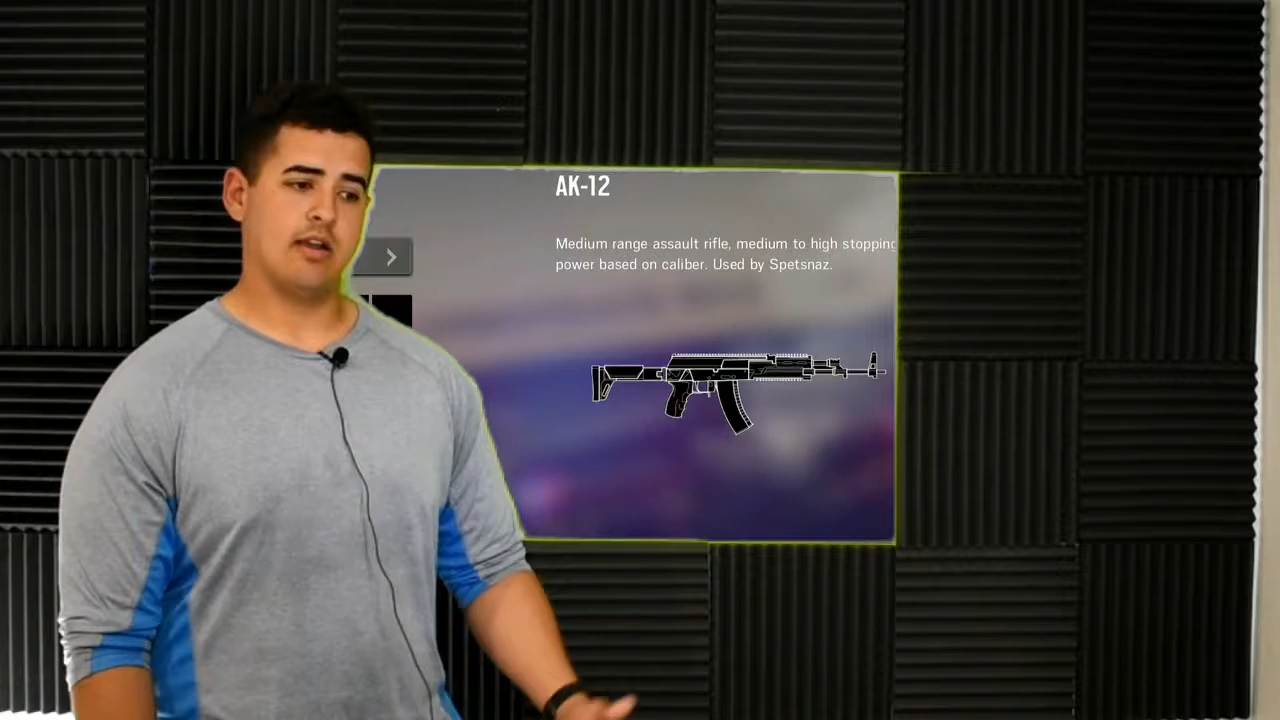 AK-12
Medium range assault rifle, medium to high stopping
power based on caliber. Used by Spetsnaz.